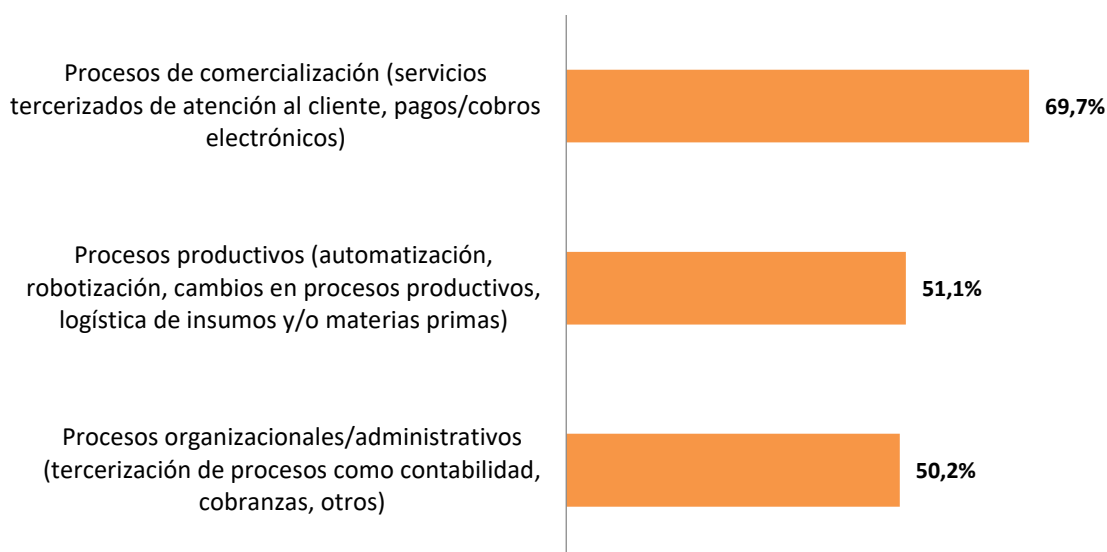 Procesos de comercialización (servicios
tercerizados de atención al cliente, pagos/cobros
electrónicos)
69,7%
Procesos productivos (automatización,
robotización, cambios en procesos productivos,
logística de insumos y/o materias primas)
51,1%
Procesos organizacionales/administrativos
(tercerización de procesos como contabilidad,
cobranzas, otros)
50,2%